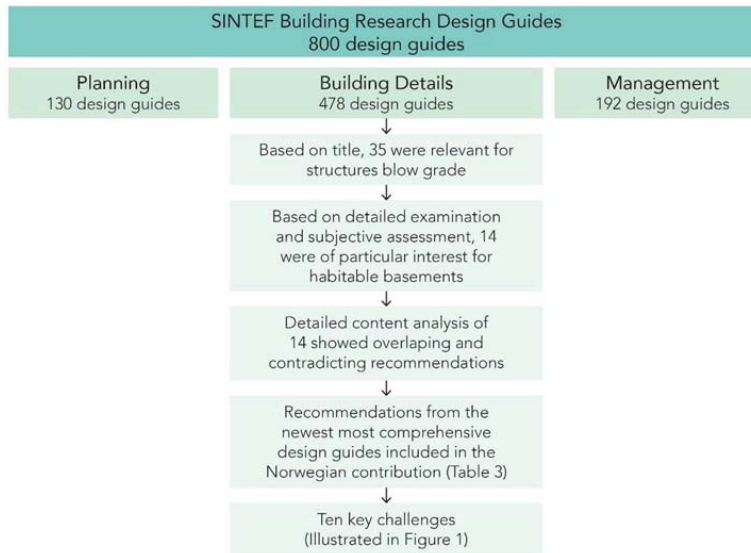 SINTEF Building Research Design Guides
800 design guides
Planning
130 design guides
Building Details
478 design guides
Management
192 design guides
Based on title, 35 were relevant for
structures blow grade
Based on detailed examination
and subjective assessment, 14
were of particular interest for
habitable basements
Detailed content analysis of
14 showed overlaping and
contradicting recommendations
Recommendations from the
newest most comprehensive
design guides included in the
Norwegian contribution (Table 3)
Ten key challenges
(Illustrated in Figure 1)